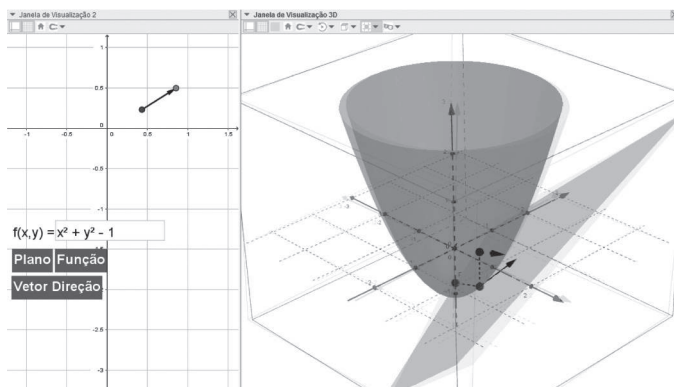 Janela de Visualização 2
Janela de Visualização 3D
1
0.5
-1
-0.5
0
0
0.5
1
1.5
-0.5
-1
f(x,y) = x² + y² - 1
Plano Função
Vetor Direção
-2.5
-3